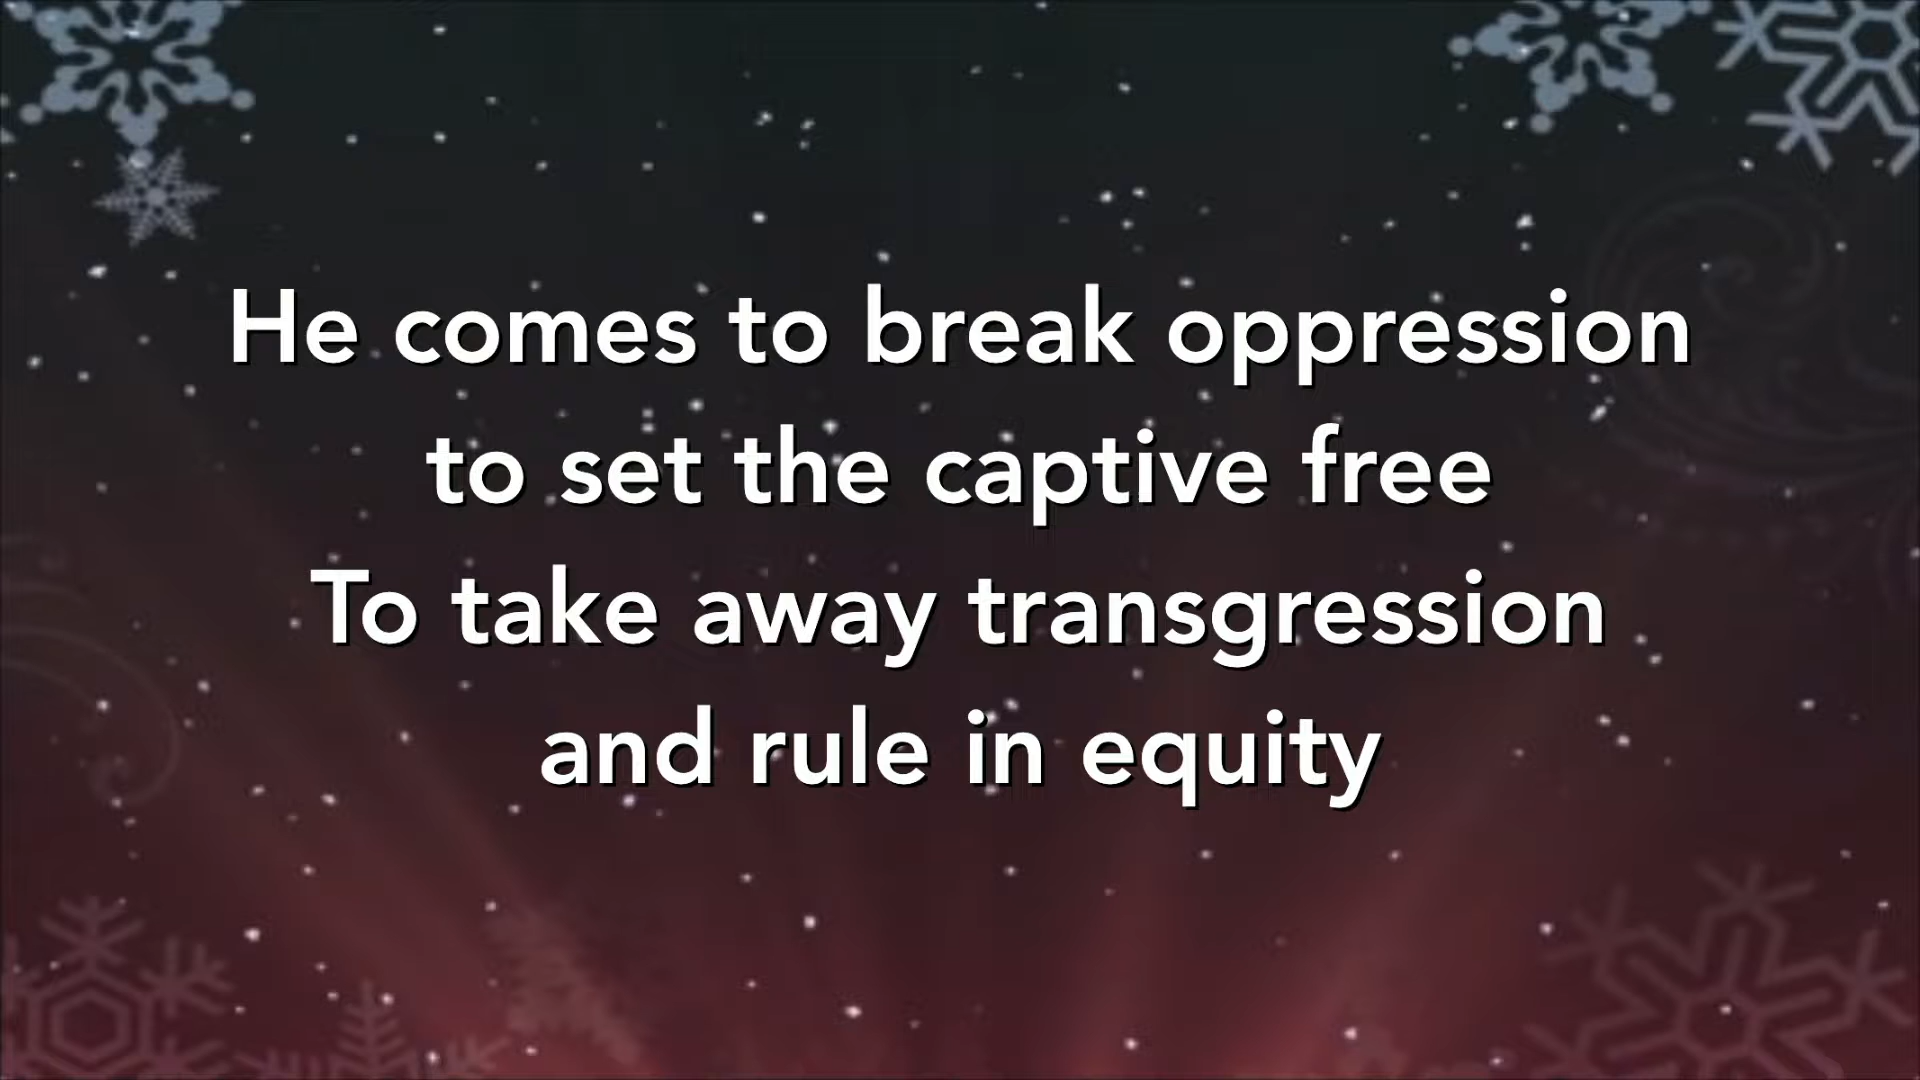 He comes to break oppression
to set the captive free
To take away transgression
and rule in equity